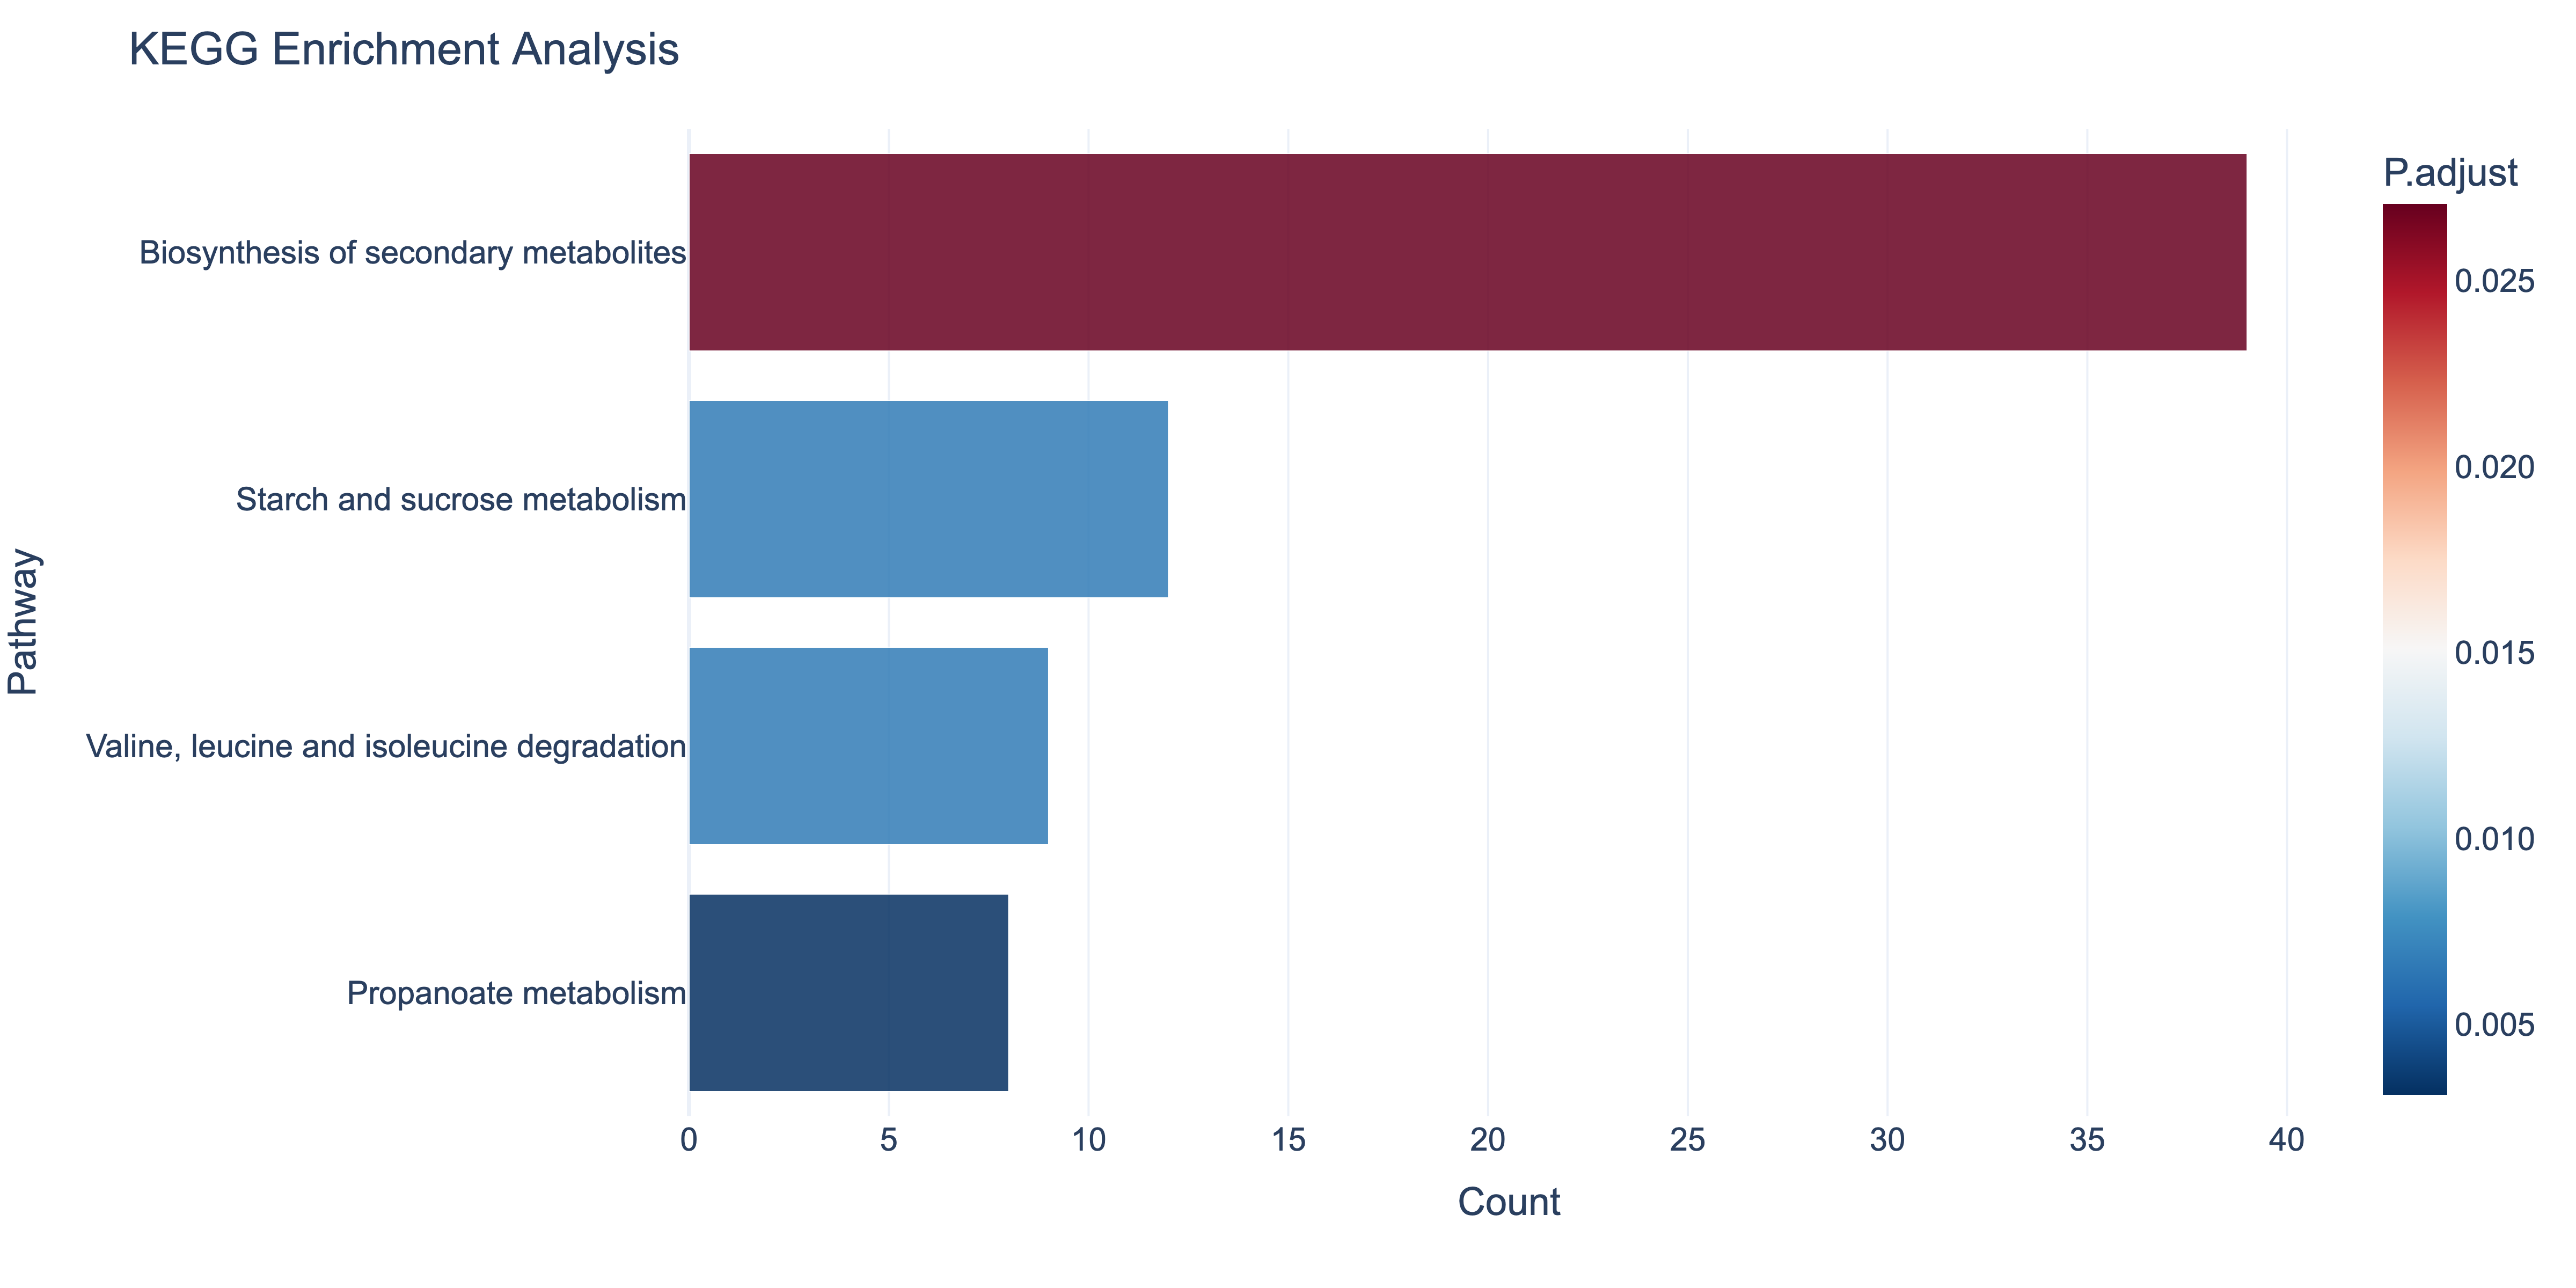 KEGG Enrichment Analysis
Pathway
Biosynthesis of secondary metabolites
Starch and sucrose metabolism
Valine, leucine and isoleucine degradation
Propanoate metabolism
0 5 10 15 20 25 30 35 40
Count
P.adjust
0.025
0.020
0.015
0.010
0.005